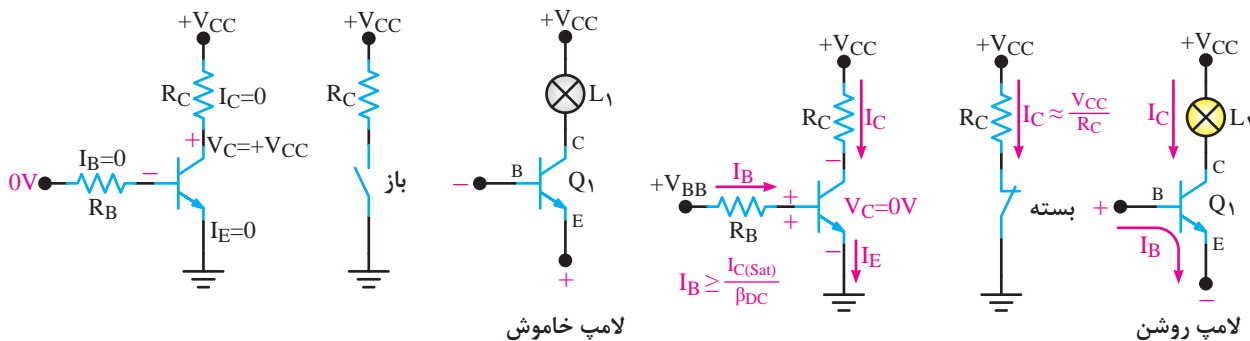 +VCC
RC IC=0
+ VC=+VCC
IB=0
0V
−
RB
IE=0
+VCC
RC
باز
+VCC
L۱
C
− B Q۱
E
+
لامپ خاموش
+VCC
RC IC
−
IB
+VBB
+
+
RB
VC=0V
− IE
IB ≥ IC(Sat)/βDC
+VCC
RC IC ≈ VCC/RC
بسته
+VCC
IC L۱
C
+ B Q۱
IB E
−
لامپ روشن